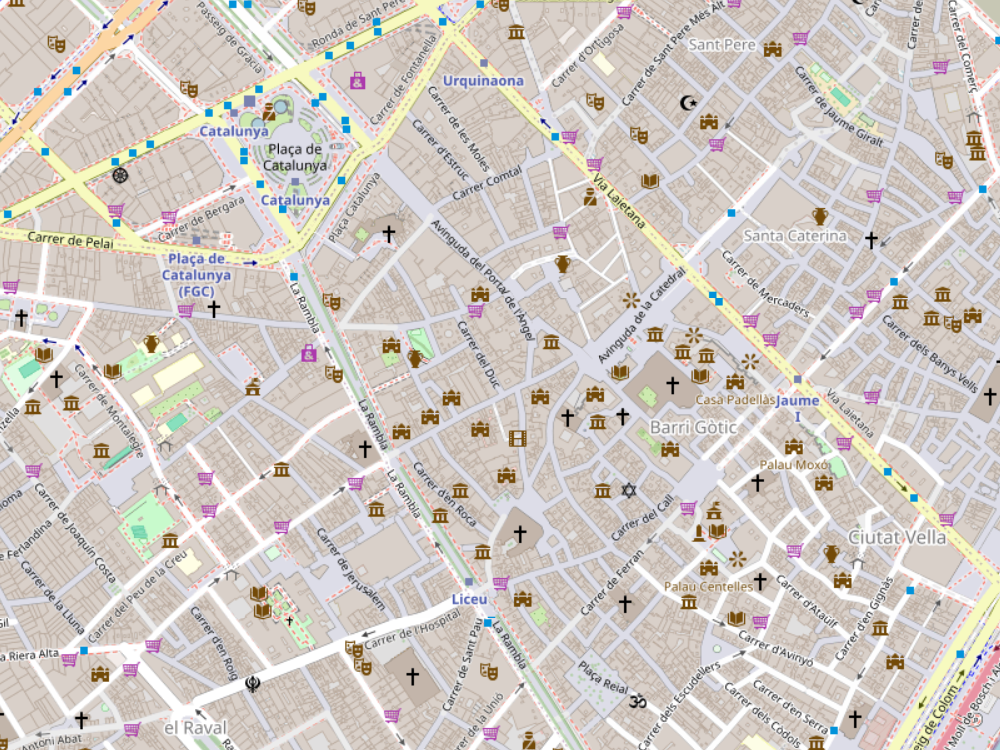 Passeig de Gràcia
Ronda de Sant Pere
Carrer de Fontanella
Urquinaona
Carrer d'Ortigosa
Carrer de Sant Pere Més Alt
Sant Pere
Carrer del Comerç
Carrer de Jaume Giralt
Catalunya
Plaça de
Catalunya
Catalunya
Carrer de les Moles
Carrer d'Estruc
Carrer Comtal
Via Laietana
Carrer de Bergara
Plaça Catalunya
Carrer de Pelai
Plaça de
Catalunya
(FGC)
Avinguda del Portal de l'Àngel
Santa Caterina
Carrer de Mercaders
La Rambla
Avinguda de la Catedral
Carrer dels Banys Vells
Carrer del Duc
Carrer de Montalegre
Casa Padellàs
Jaume
I
Via Laietana
La Rambla
Barri Gòtic
Palau Moxó
La Rambla
Carrer d'en Roca
Carrer del Call
Ciutat Vella
Carrer de Joaquín Costa
Ferlandina
Carrer de la Lluna
Carrer del Peu de la Creu
Carrer de Jerusalem
Carrer de Ferran
Palau Centelles
Liceu
Carrer d'Ataülf
Carrer d'en Gignàs
Carrer de l'Hospital
Carrer de Sant Pau
La Rambla
Carrer d'Avinyó
a Riera Alta
Carrer d'en Roig
Plaça Reial
Carrer dels Escudellers
Carrer d'en Serra
Carrer dels Còdols
Carrer de la Unió
el Raval
Antoni Abat
eig de Colom
Moll de Bosch i Al